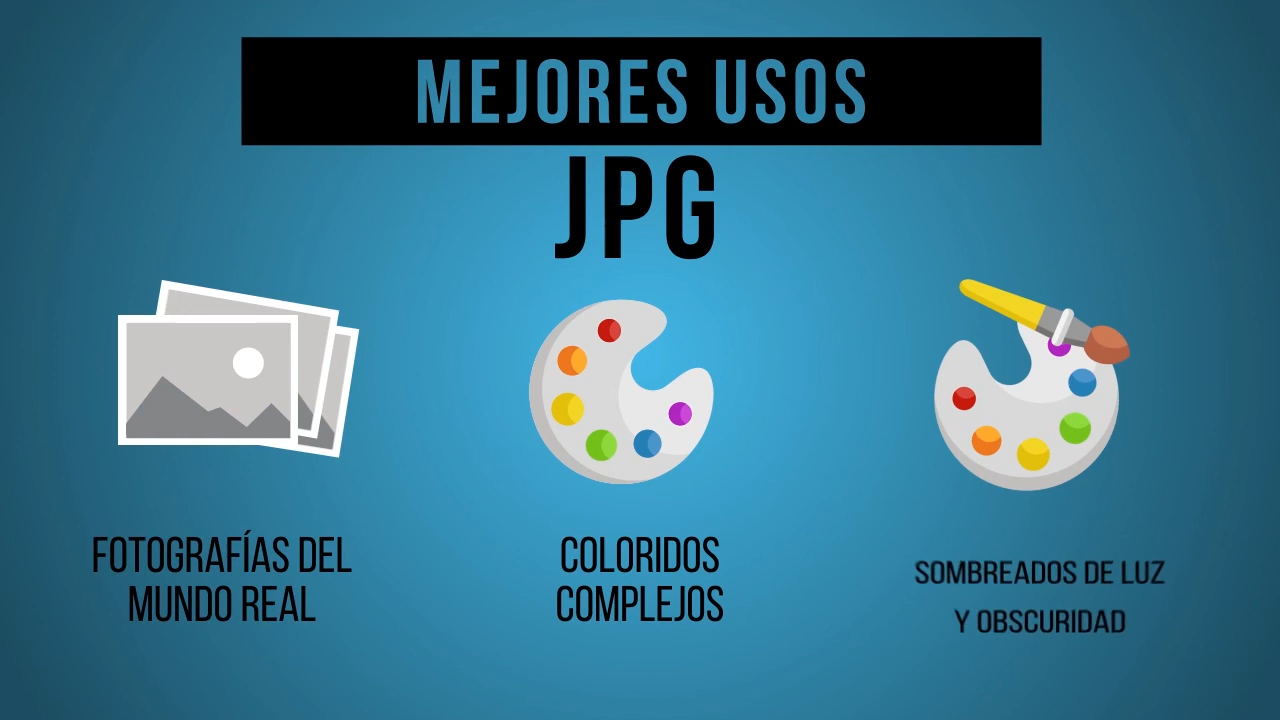 MEJORES USOS
JPG
FOTOGRAFÍAS DEL
MUNDO REAL
COLORIDOS
COMPLEJOS
SOMBREADOS DE LUZ
Y OBSCURIDAD